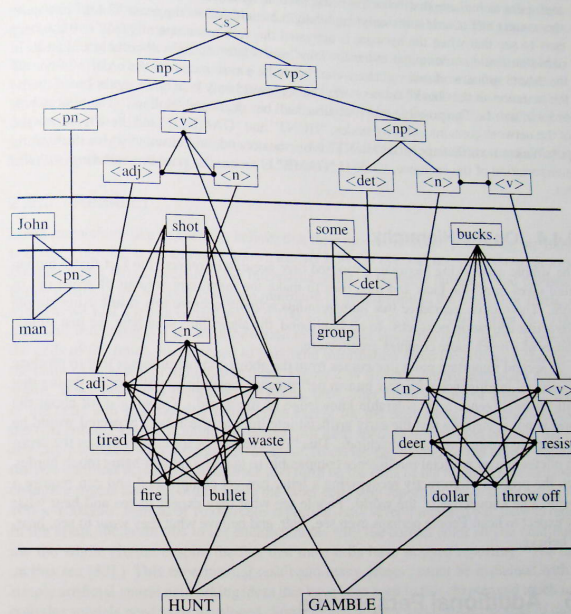 <s>
<np> <vp>
<pn> <v> <np>
<adj> <n> <det> <n> <v>
John shot some bucks.
<pn> <det>
man group
<n>
<adj> <v> <n> <v>
tired waste deer resist
fire bullet dollar throw off
HUNT GAMBLE